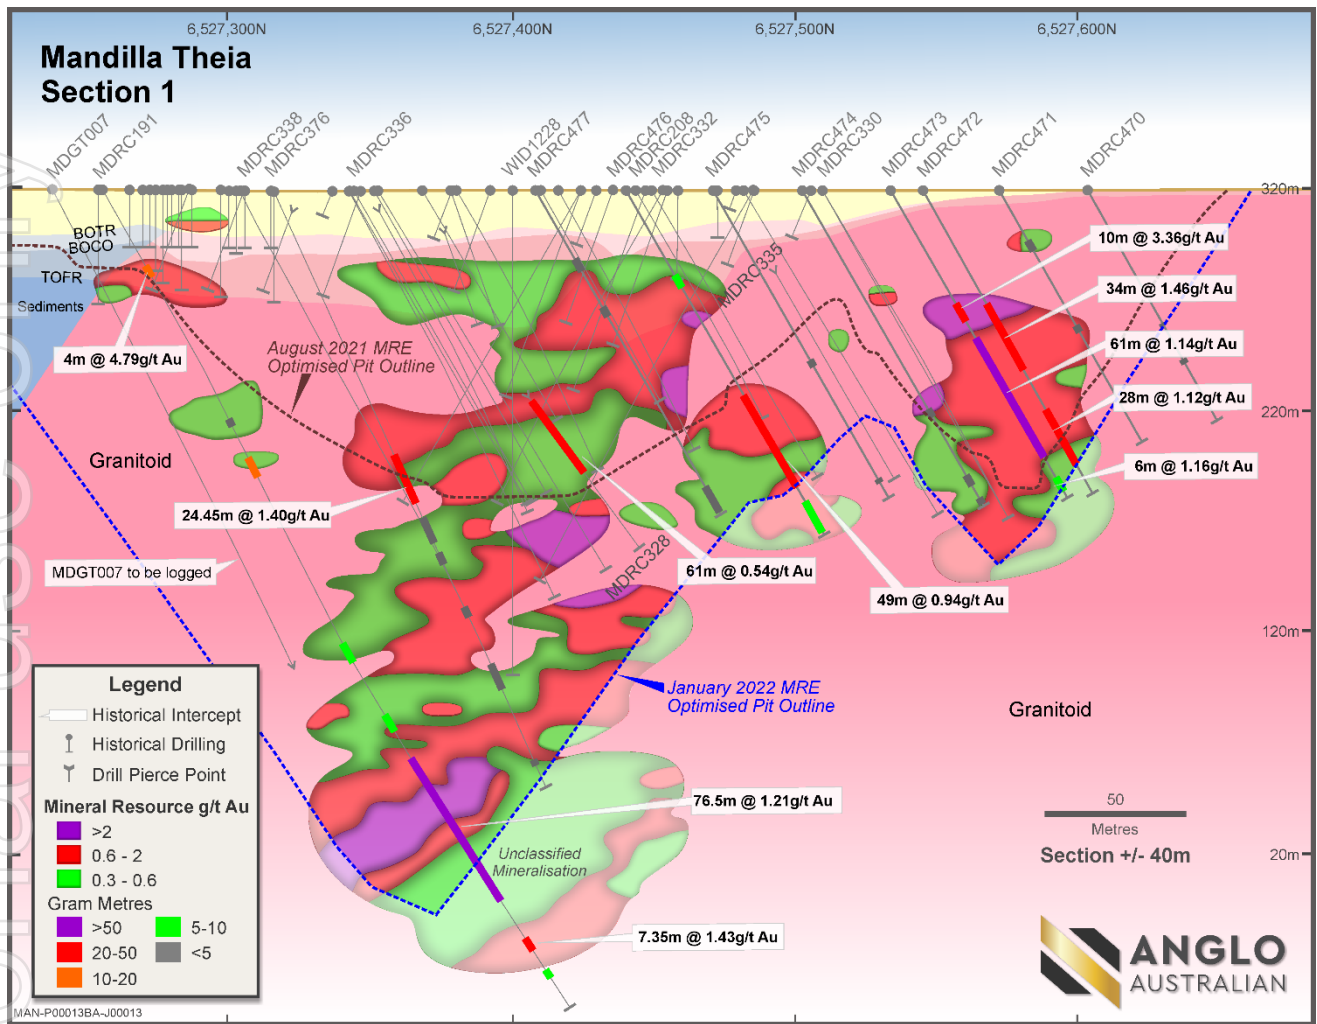 6,527,300N
6,527,400N
6,527,500N
6,527,600N
Mandilla Theia
Section 1
MDGT007
MDRC191
MDRC338
MDRC376
MDRC336
WID1228
MDRC477
MDRC476
MDRC208
MDRC332
MDRC475
MDRC474
MDRC330
MDRC473
MDRC472
MDRC471
MDRC470
320m
BOTR
BOCO
TOFR
Sediments
MDRC335
10m @ 3.36g/t Au
34m @ 1.46g/t Au
61m @ 1.14g/t Au
28m @ 1.12g/t Au
6m @ 1.16g/t Au
4m @ 4.79g/t Au
August 2021 MRE
Optimised Pit Outline
220m
Granitoid
24.45m @ 1.40g/t Au
MDGT007 to be logged
MDRC328
61m @ 0.54g/t Au
49m @ 0.94g/t Au
120m
January 2022 MRE
Optimised Pit Outline
Granitoid
76.5m @ 1.21g/t Au
Unclassified
Mineralisation
7.35m @ 1.43g/t Au
50
Metres
Section +/- 40m
20m
Legend
Historical Intercept
Historical Drilling
Drill Pierce Point
Mineral Resource g/t Au
>2
0.6 - 2
0.3 - 0.6
Gram Metres
>50
5-10
20-50
<5
10-20
ANGLO
AUSTRALIAN
MAN-P00013BA-J00013